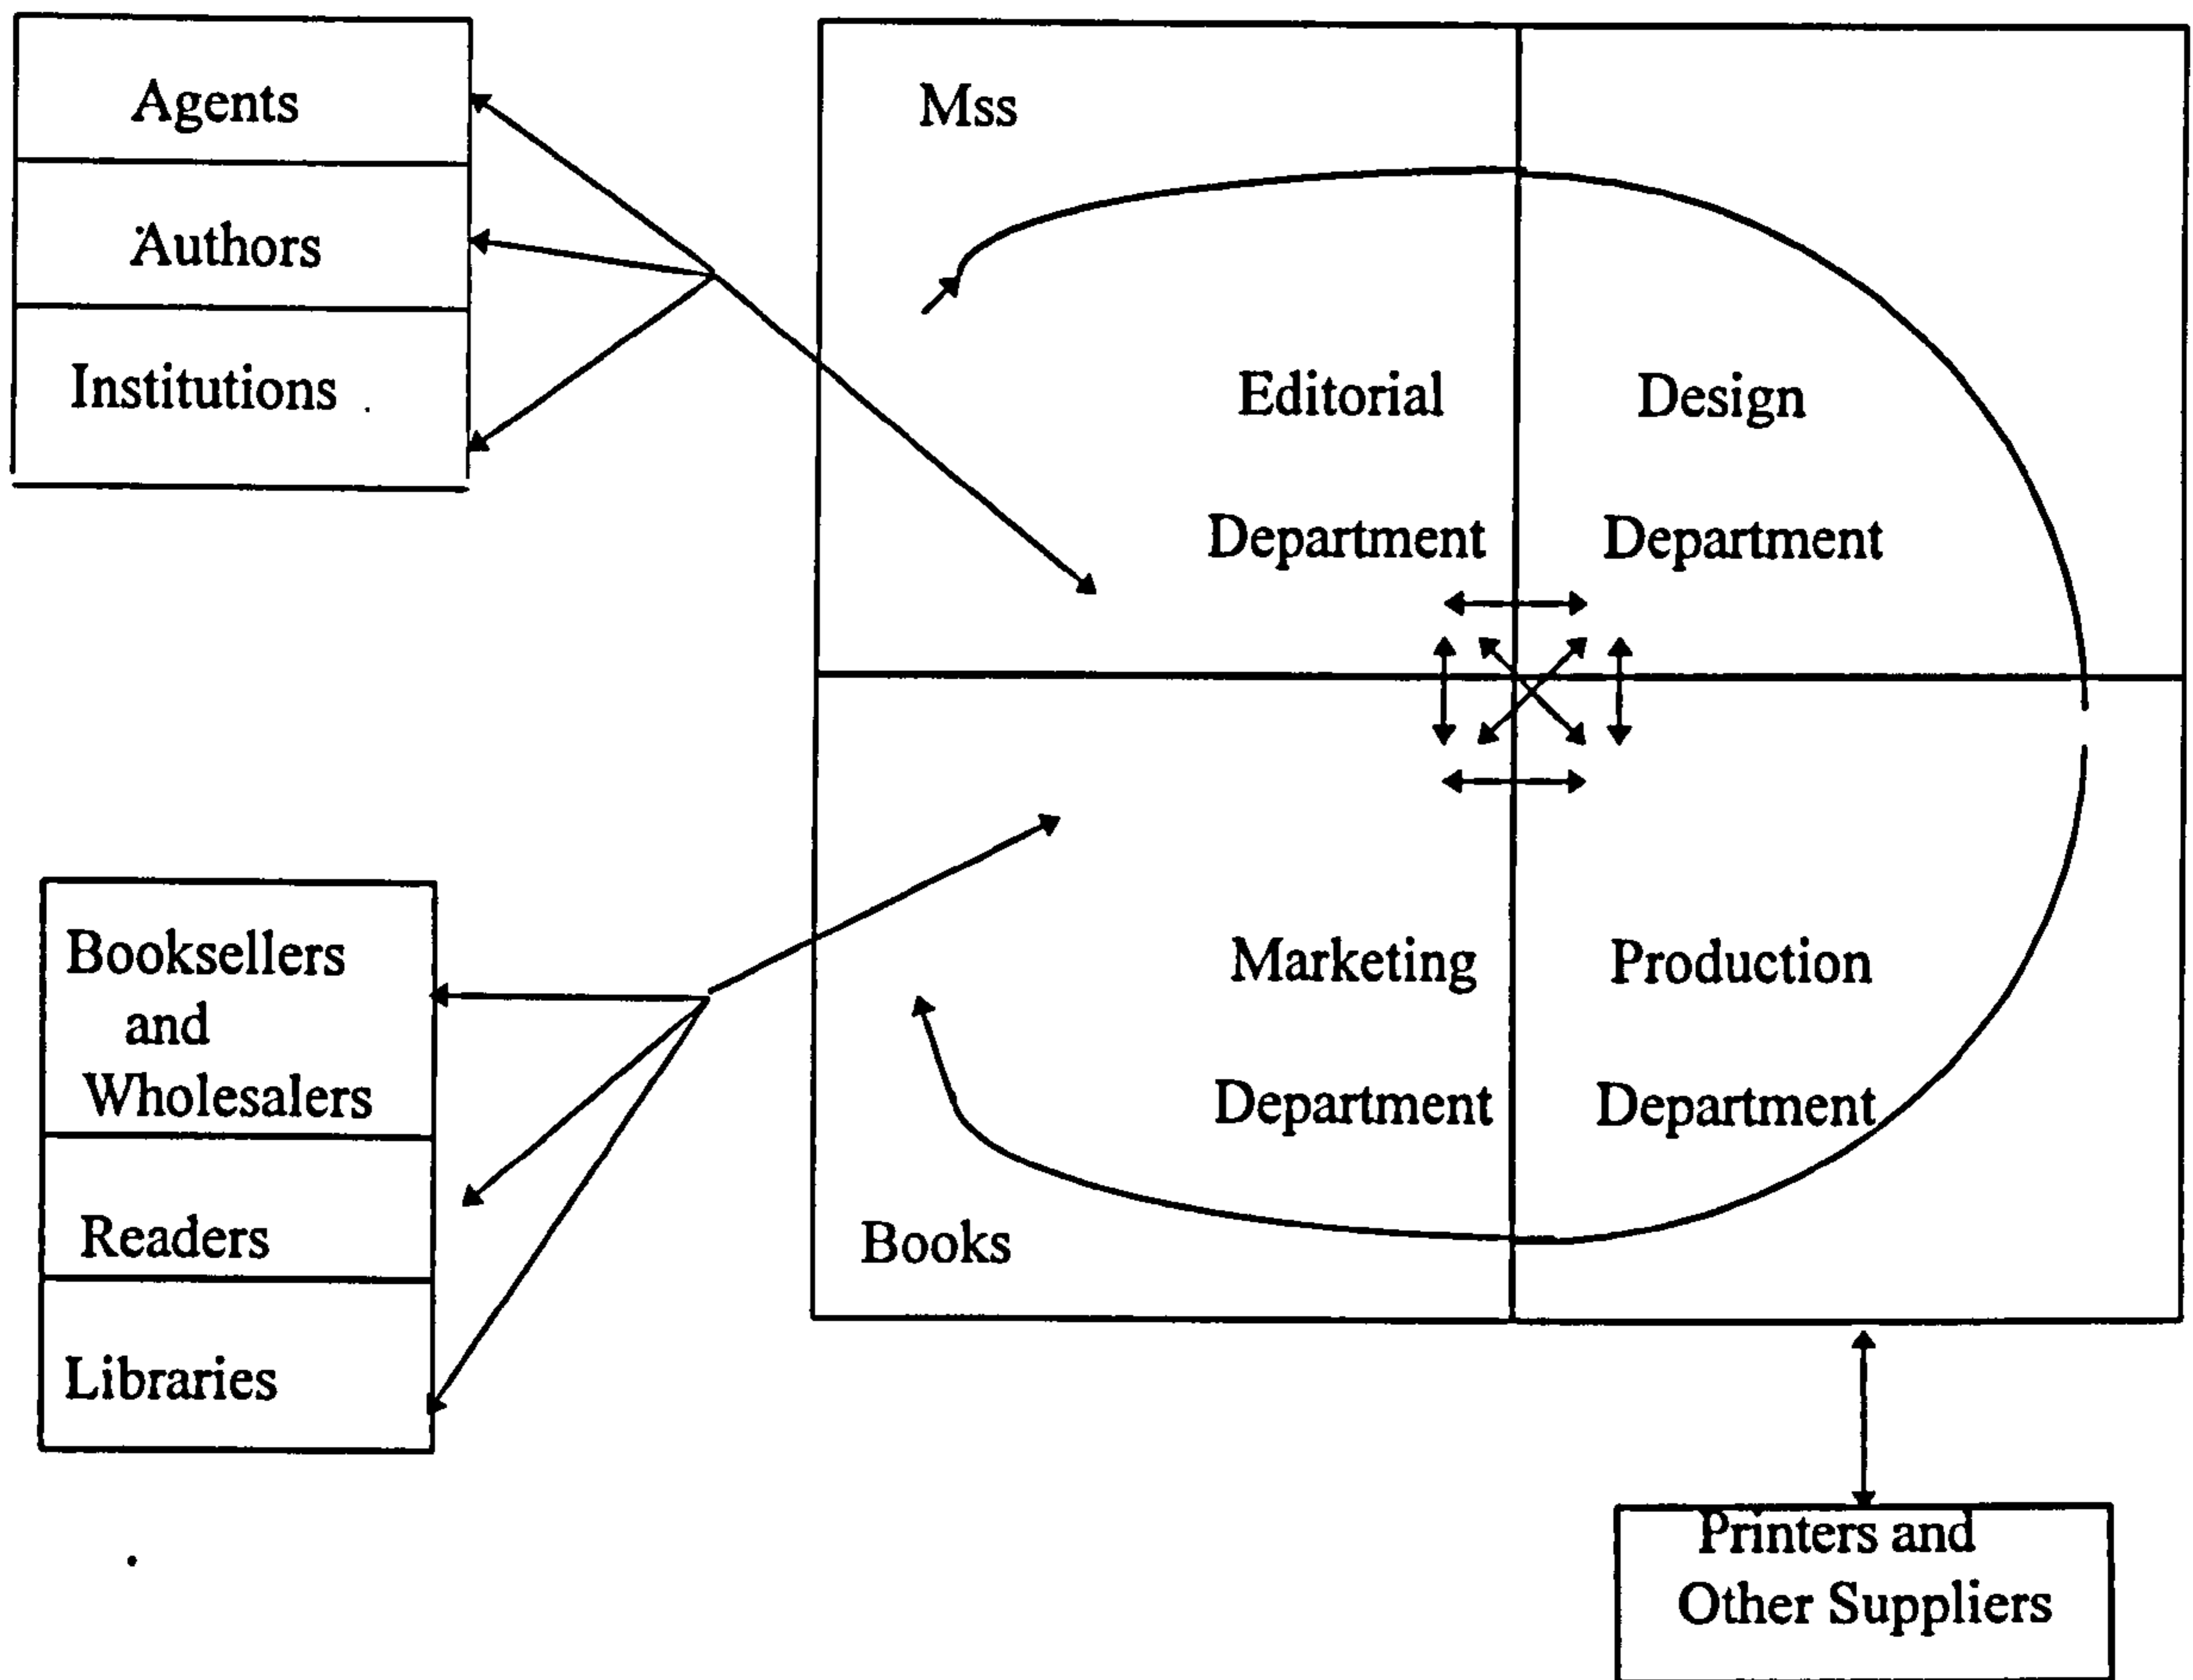 Agents
Authors
Institutions
Mss
Editorial
Department
Design
Department
Marketing
Department
Production
Department
Books
Booksellers
and
Wholesalers
Readers
Libraries
Printers and
Other Suppliers